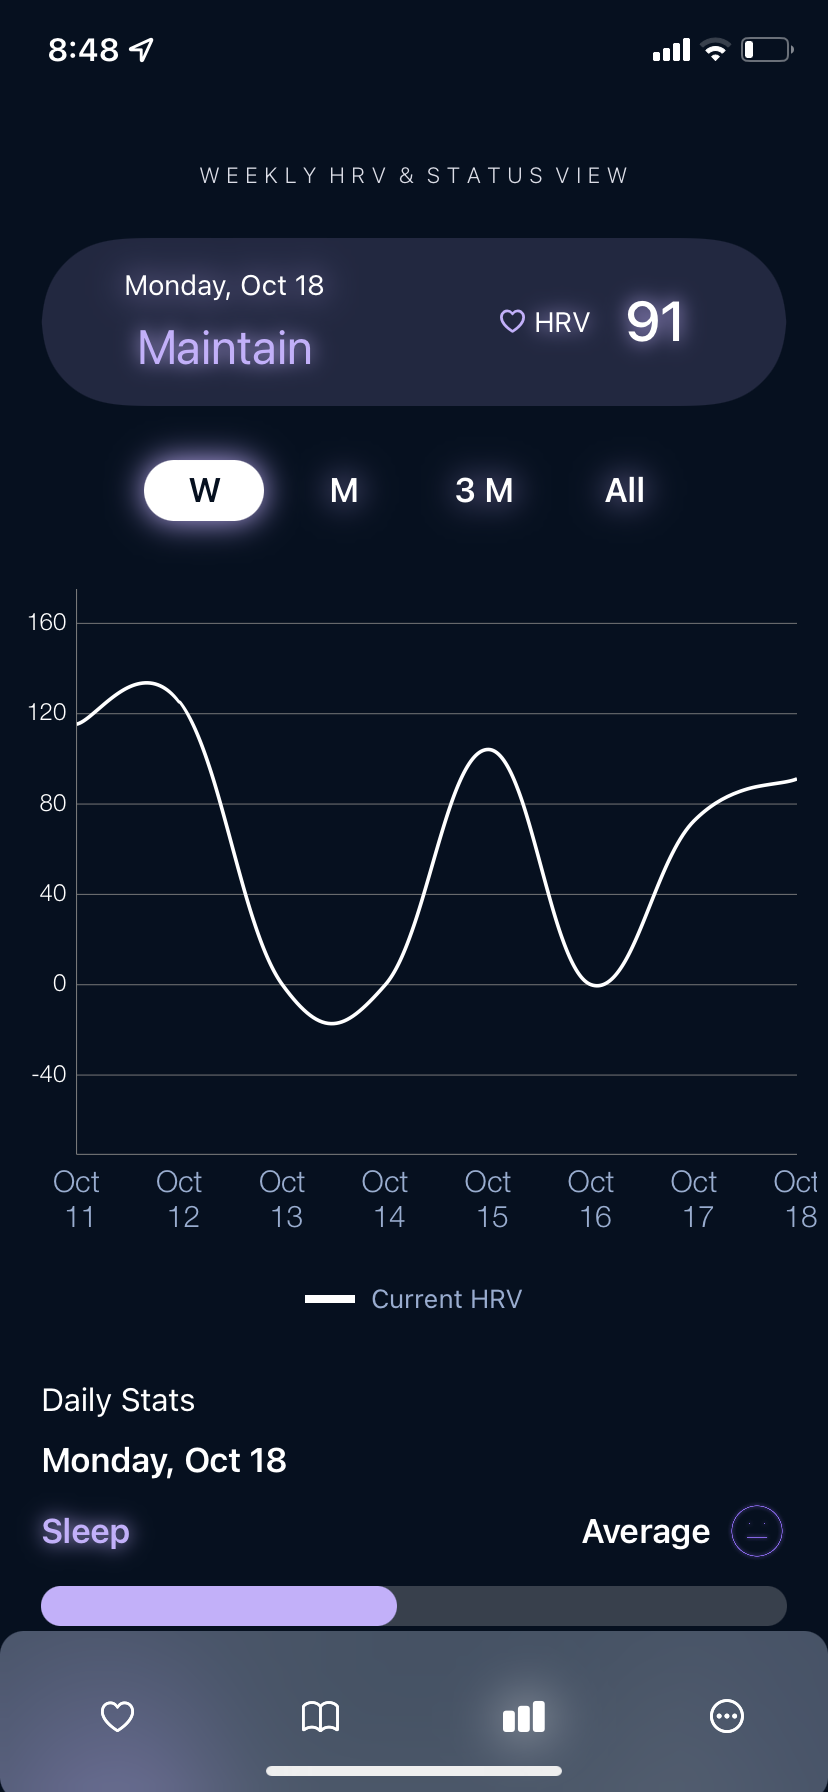 8:48
WEEKLY HRV & STATUS VIEW
Monday, Oct 18
Maintain
HRV 91
W M 3 M All
160
120
80
40
0
-40
Oct 11 Oct 12 Oct 13 Oct 14 Oct 15 Oct 16 Oct 17 Oct 18
Current HRV
Daily Stats
Monday, Oct 18
Sleep Average